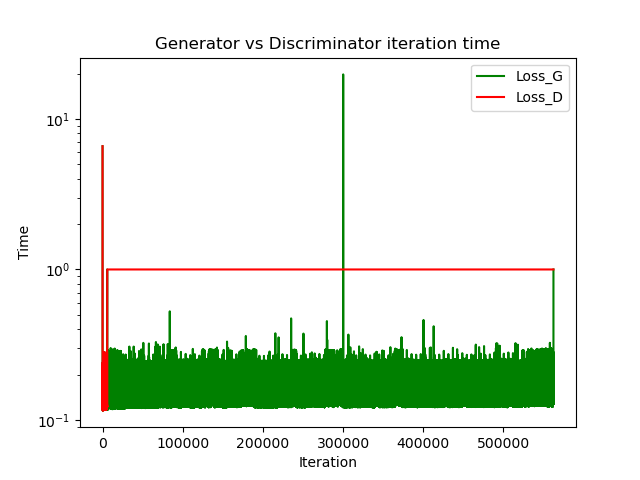 Generator vs Discriminator iteration time
Loss_G
Loss_D
10¹
10⁰
10⁻¹
Time
0 100000 200000 300000 400000 500000
Iteration